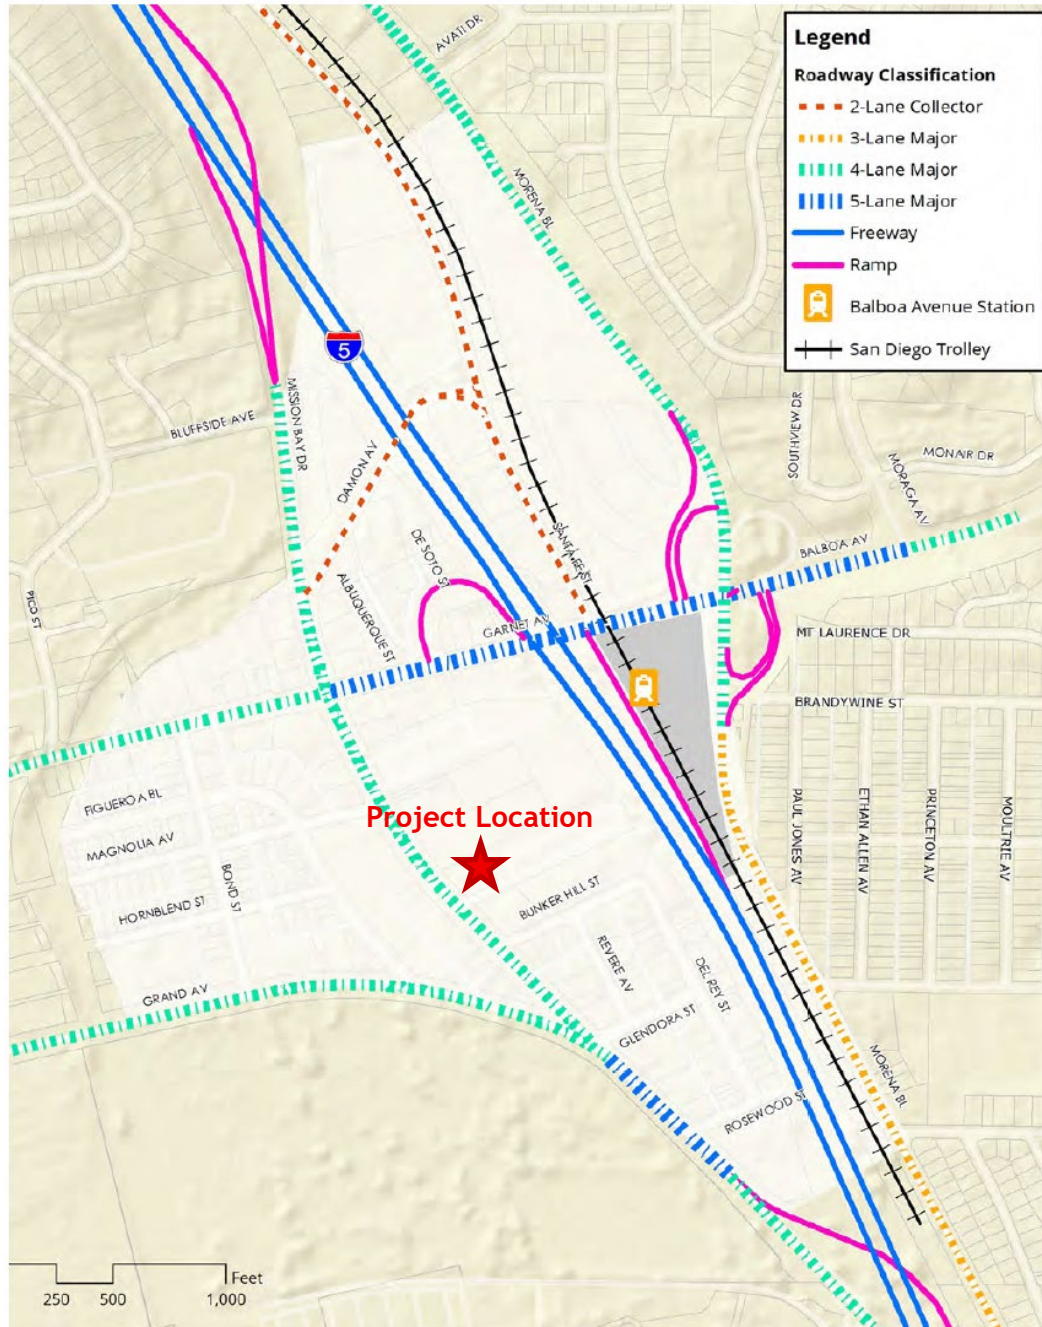 Legend
Roadway Classification
2-Lane Collector
3-Lane Major
4-Lane Major
5-Lane Major
Freeway
Ramp
Balboa Avenue Station
San Diego Trolley
AVATI DR
MORENA BL
5
MISSION BAY DR
BLUFFSIDE AVE
DAMON AV
SOUTHVIEW DR
MORAGA AV
MONAIR DR
DE SOTO ST
SANTA FE ST
BALBOA AV
ALBUQUERQUE ST
PICO ST
GARNET AV
MT LAURENCE DR
BRANDYWINE ST
FIGUEROA BL
MAGNOLIA AV
BOND ST
HORNBLEND ST
Project Location
PAUL JONES AV
ETHAN ALLEN AV
PRINCETON AV
MOULTRIE AV
BUNKER HILL ST
REVERE AV
DEL REY ST
GRAND AV
GLENDORA ST
MORENA BL
ROSEWOOD ST
Feet
250 500 1,000